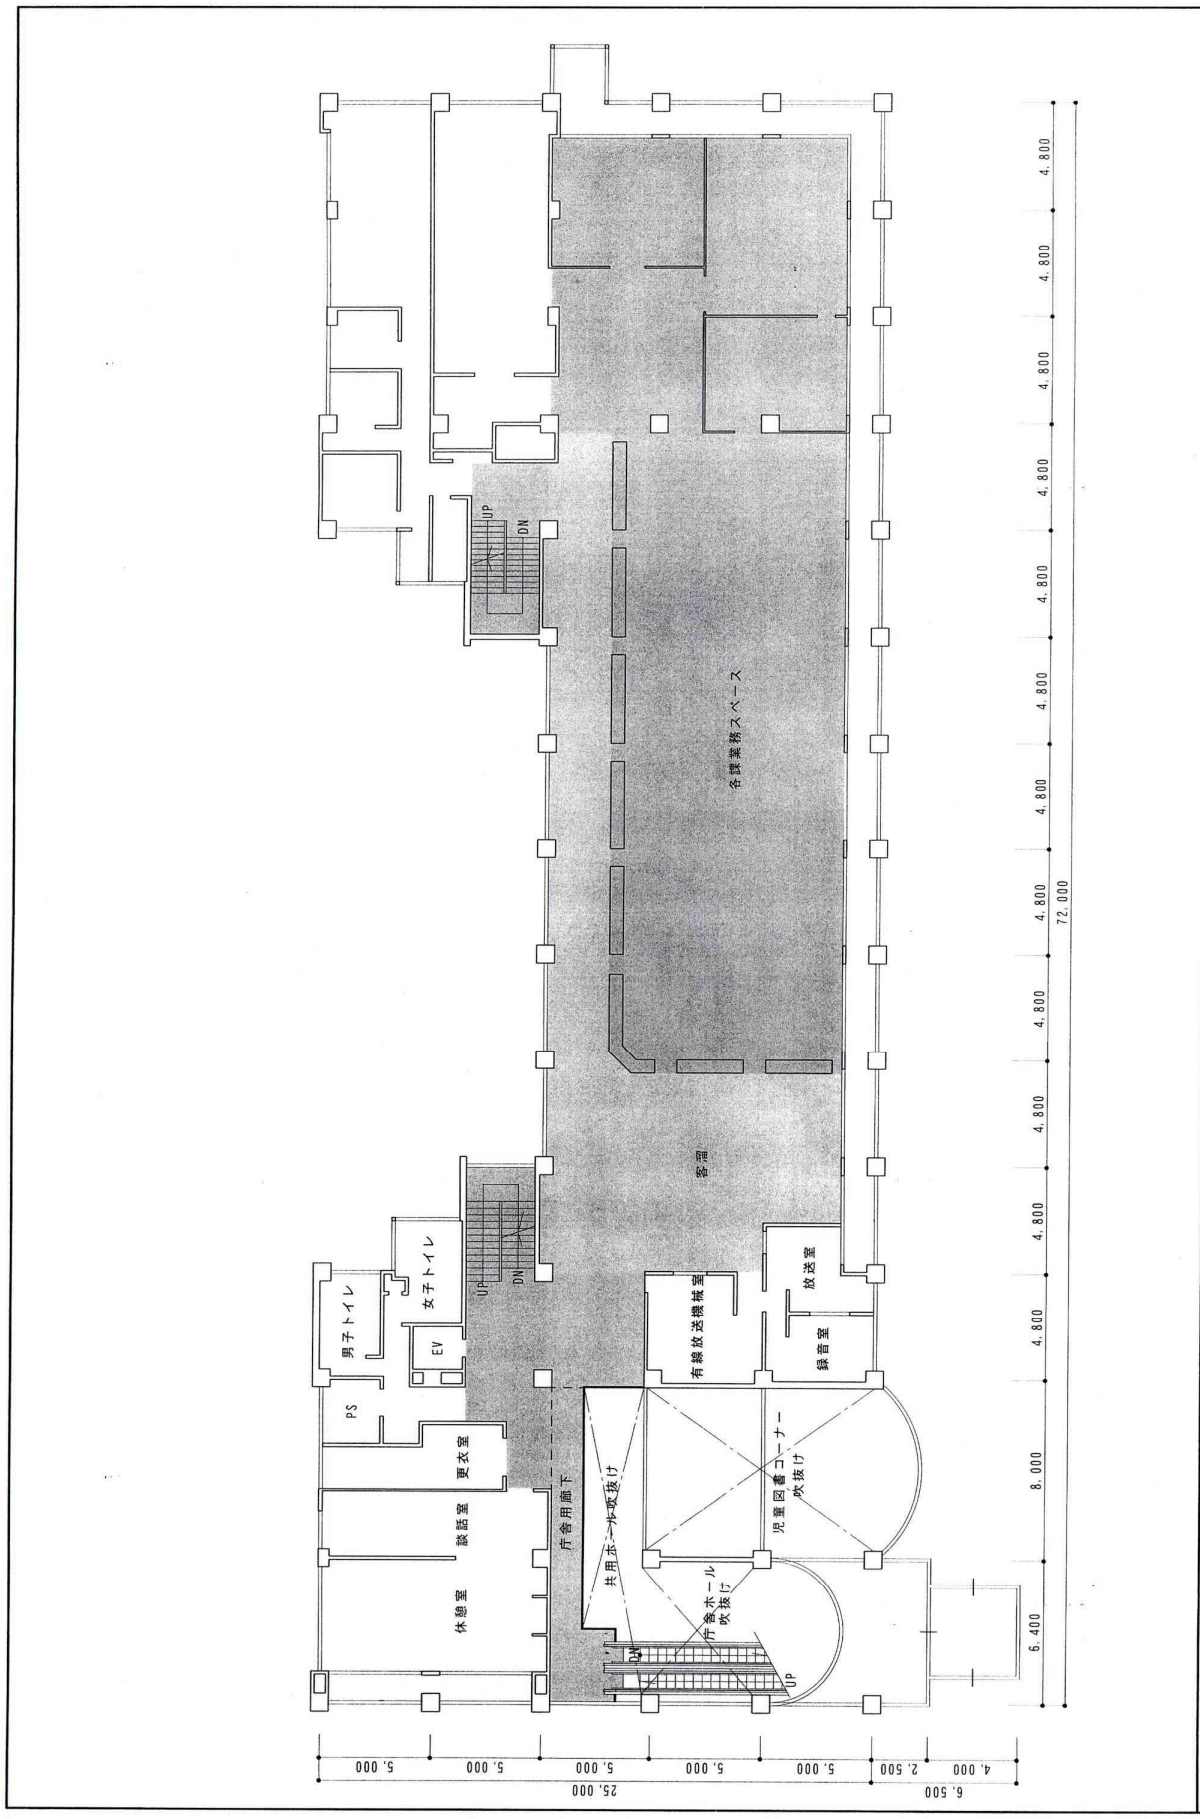 休憩室
談話室
更衣室
PS
男子トイレ
女子トイレ
EV
UP
DN
UP
DN
庁舎用廊下
共用ホール吹抜け
庁舎ホール
吹抜け
DN
UP
児童図書コーナー
吹抜け
有線放送機械室
録音室
放送室
客溜
各課業務スペース
6,400
8,000
4,800
4,800
4,800
4,800
4,800
4,800
4,800
4,800
4,800
4,800
4,800
4,800
72,000
5,000
5,000
5,000
5,000
5,000
2,500
4,000
25,000
6,500